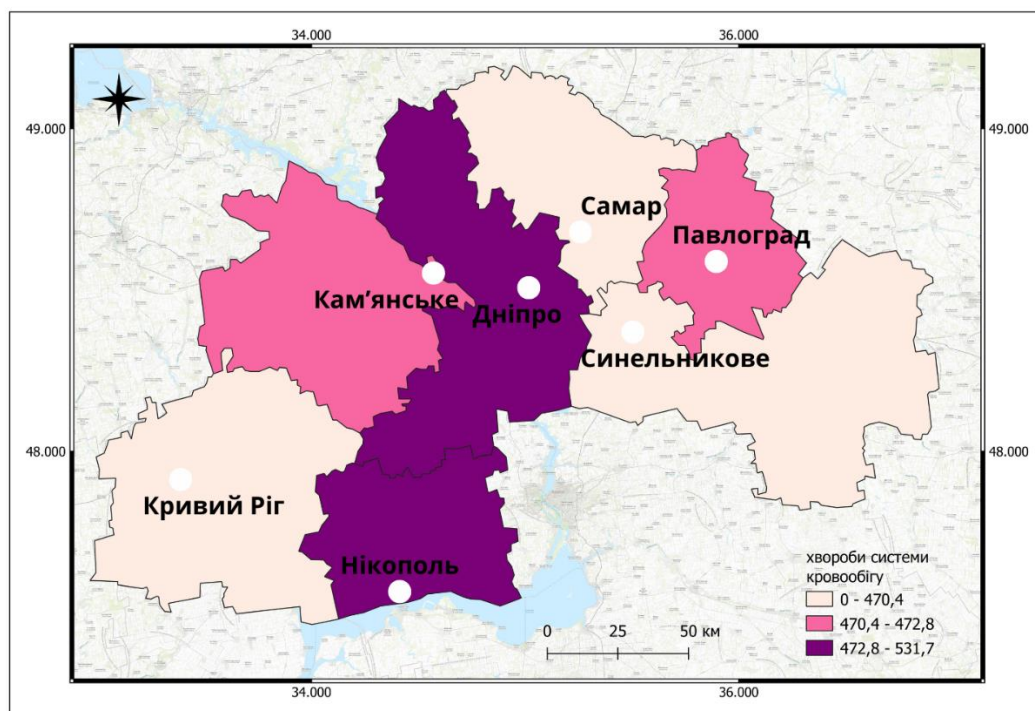 34.000
36.000
49.000
49.000
Самар
Павлоград
Кам’янське
Дніпро
Синельникове
48.000
48.000
Кривий Ріг
Нікополь
хвороби системи
кровообігу
0 - 470,4
470,4 - 472,8
472,8 - 531,7
0 25 50 км
34.000
36.000